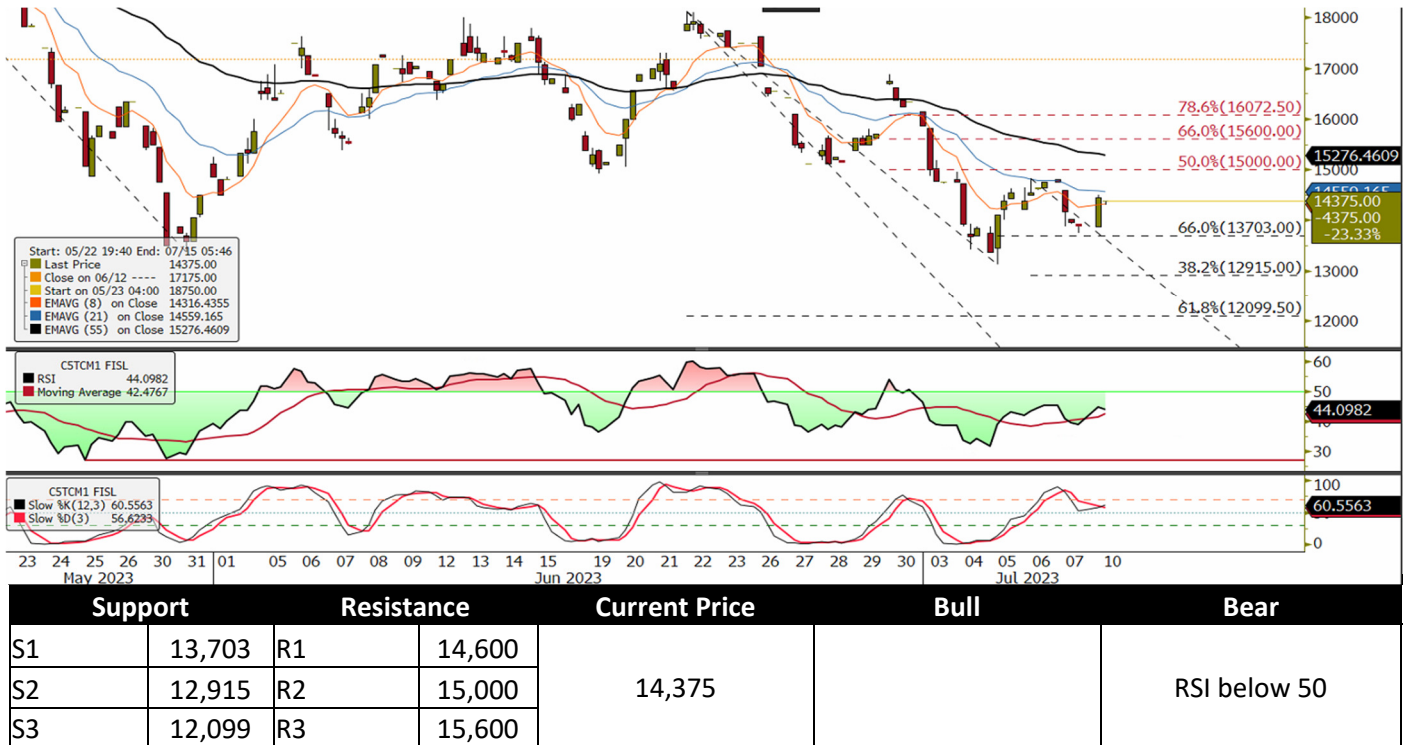 18000
17000
78.6%(16072.50)
16000
66.0%(15600.00)
15276.4609
50.0%(15000.00)
15000
14559.165
14375.00
-4375.00
-23.33%
66.0%(13703.00)
38.2%(12915.00)
13000
61.8%(12099.50)
12000
Start: 05/22 19:40 End: 07/15 05:46
Last Price 14375.00
Close on 06/12 ---- 17175.00
Start on 05/23 04:00 18750.00
EMAVG (8) on Close 14316.4355
EMAVG (21) on Close 14559.165
EMAVG (55) on Close 15276.4609
C5TCM1 FISL
RSI 44.0982
Moving Average 42.4767
60
50
44.0982
30
C5TCM1 FISL
Slow %K(12,3) 60.5563
Slow %D(3) 56.6233
100
60.5563
0
23 24 25 26 30 31 01 05 06 07 08 09 12 13 14 15 19 20 21 22 23 26 27 28 29 30 03 04 05 06 07 10
May 2023 Jun 2023 Jul 2023
Support Resistance Current Price Bull Bear
S1 13,703 R1 14,600
S2 12,915 R2 15,000 14,375 RSI below 50
S3 12,099 R3 15,600